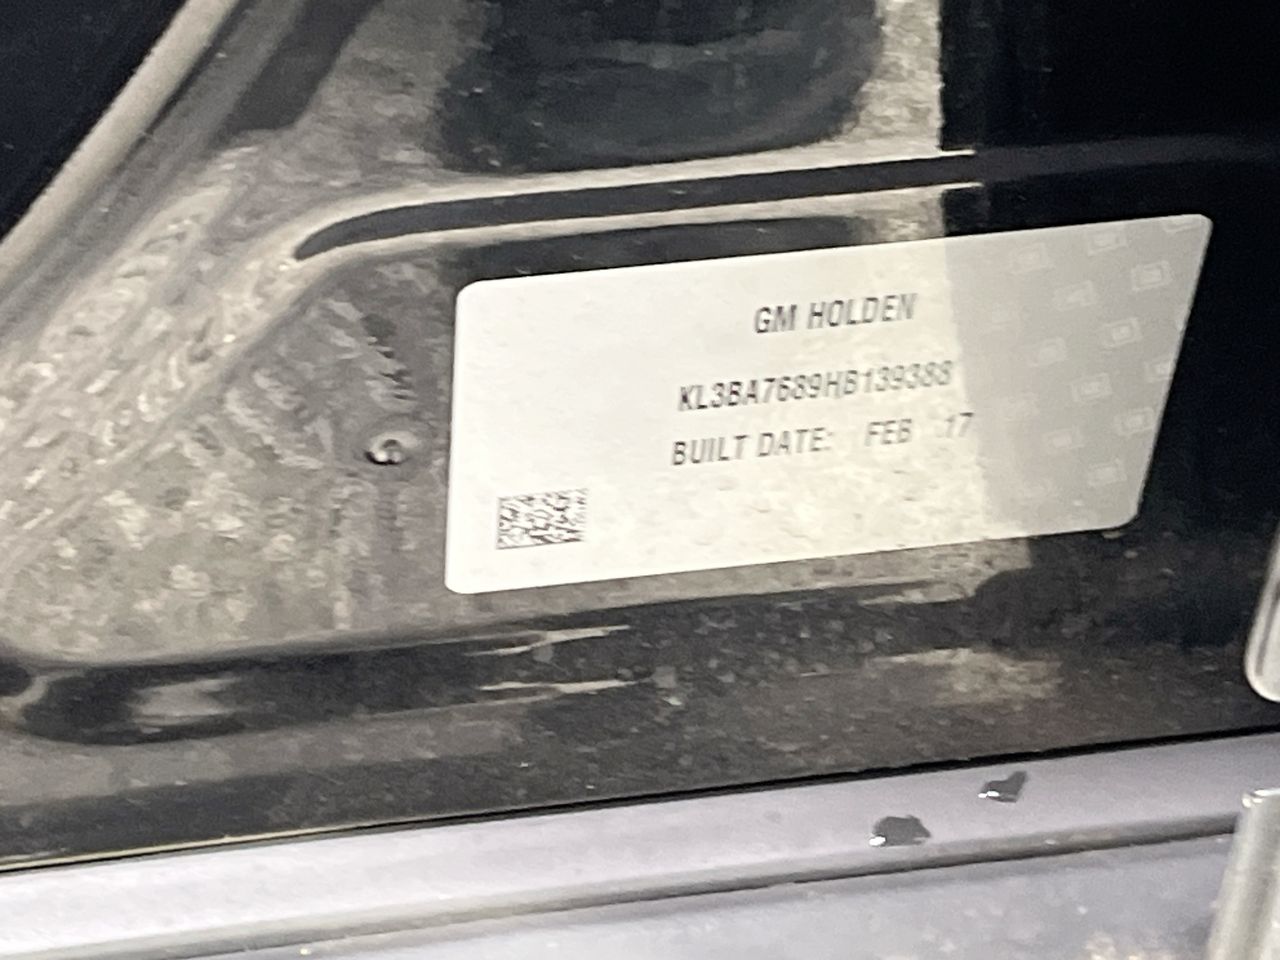 GM HOLDEN
KL3BA7689HB139388
BUILT DATE: FEB 17